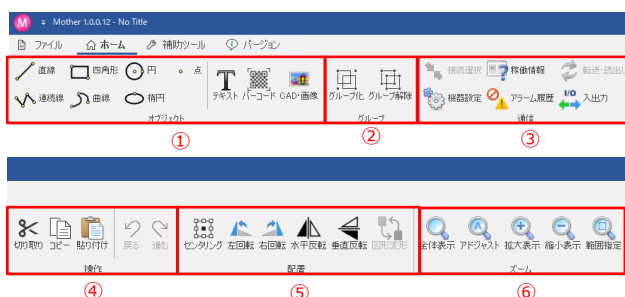 M Mother 1.0.0.12 - No Title
ファイル ホーム 補助ツール バージョン
直線 四角形 円 点
連続線 曲線 楕円
T テキスト バーコード CAD・画像
オブジェクト
グループ化 グループ解除
グループ
接続選択 ? 稼働情報 転送・読出し
機器設定 アラーム履歴 I/O 入出力
通信
① ② ③
切り取り コピー 貼り付け 戻る 進む
操作
センタリング 左回転 右回転 水平反転 垂直反転 図形変形
配置
全体表示 A アドジャスト 拡大表示 縮小表示 範囲指定
ズーム
④ ⑤ ⑥